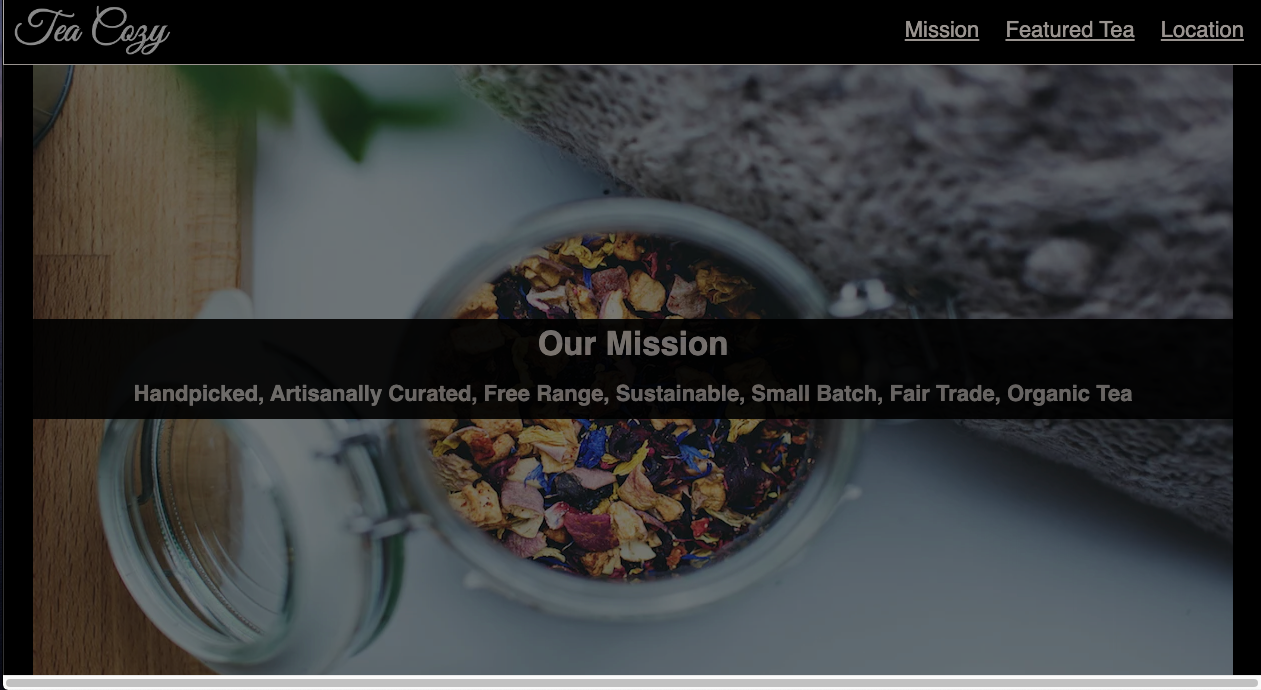 Tea Cozy
Mission Featured Tea Location
Our Mission
Handpicked, Artisanally Curated, Free Range, Sustainable, Small Batch, Fair Trade, Organic Tea